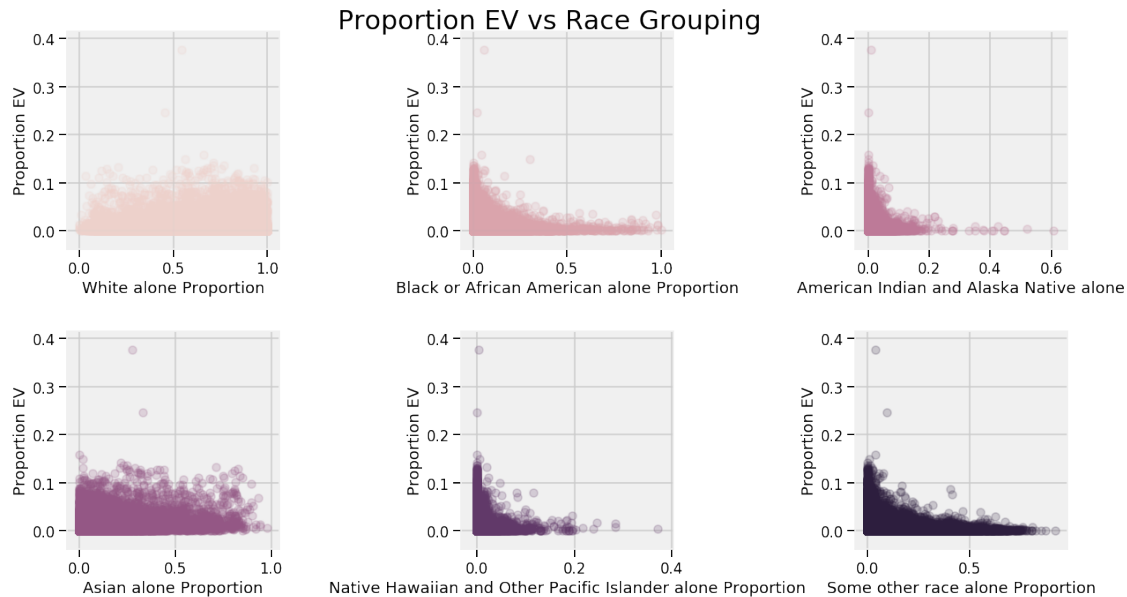 Proportion EV vs Race Grouping
0.4
0.3
0.2
0.1
0.0
Proportion EV
0.0 0.5 1.0
White alone Proportion
0.4
0.3
0.2
0.1
0.0
Proportion EV
0.0 0.5 1.0
Black or African American alone Proportion
0.4
0.3
0.2
0.1
0.0
Proportion EV
0.0 0.2 0.4 0.6
American Indian and Alaska Native alone
0.4
0.3
0.2
0.1
0.0
Proportion EV
0.0 0.5 1.0
Asian alone Proportion
0.4
0.3
0.2
0.1
0.0
Proportion EV
0.0 0.2 0.4
Native Hawaiian and Other Pacific Islander alone Proportion
0.4
0.3
0.2
0.1
0.0
Proportion EV
0.0 0.5
Some other race alone Proportion